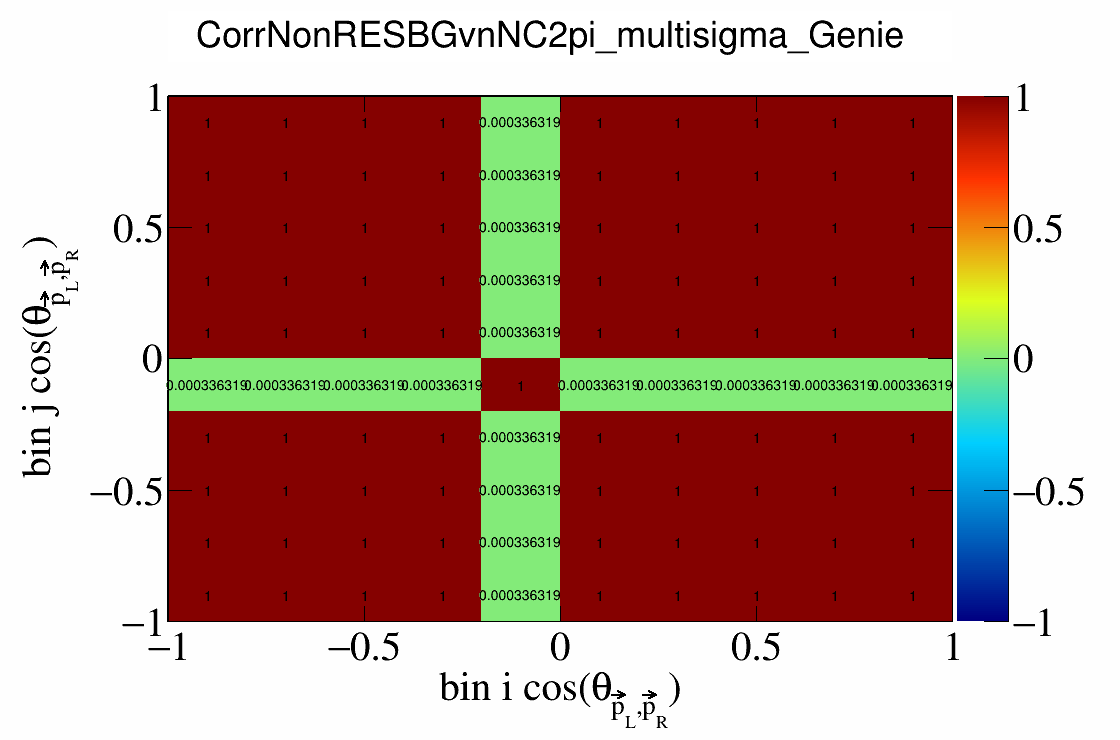 CorrNonRESBGvnNC2pi_multisigma_Genie
1 1 1 1 1 0.000336319 1 1 1 1 1 1
1 1 1 1 0.000336319 1 1 1 1 1
0.5 1 1 1 1 0.000336319 1 1 1 1 1 0.5
1 1 1 1 0.000336319 1 1 1 1 1
1 1 1 1 0.000336319 1 1 1 1 1
0 0
0.000336319 0.000336319 0.000336319 0.000336319 1 0.000336319 0.000336319 0.000336319 0.000336319 0.000336319
1 1 1 1 0.000336319 1 1 1 1 1
−0.5 1 1 1 1 0.000336319 1 1 1 1 1 −0.5
1 1 1 1 0.000336319 1 1 1 1 1
1 1 1 1 0.000336319 1 1 1 1 1
−1 −1
−1 −0.5 0 0.5 1
bin i cos(θ p⃗L,p⃗R)
bin j cos(θ p⃗L,p⃗R)